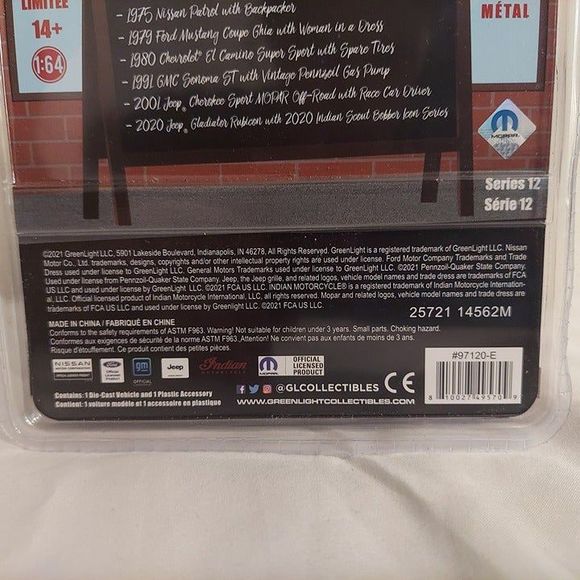 LIMITÉE
14+
1:64
MÉTAL
- 1975 Nissan Patrol with Backpacker
- 1979 Ford Mustang Coupe Ghia with Woman in a Dress
- 1980 Chevrolet® El Camino Super Sport with Spare Tires
- 1991 GMC Sonoma ST with Vintage Pennzoil Gas Pump
- 2001 Jeep® Cherokee Sport MOPAR Off-Road with Race Car Driver
- 2020 Jeep® Gladiator Rubicon with 2020 Indian Scout Bobber Icon Series
MOPAR
Series 12
Série 12
©2021 GreenLight LLC, 5901 Lakeside Boulevard, Indianapolis, IN 46278, All Rights Reserved. GreenLight is a registered trademark of GreenLight LLC. Nissan
Motor Co., Ltd. trademarks, designs, copyrights and/or other intellectual property rights are used under license to GreenLight LLC. Ford Motor Company Trademarks and Trade
Dress used under license to GreenLight LLC. General Motors Trademarks used under license to GreenLight LLC. ©2021 Pennzoil-Quaker State Company.
Used under license from Pennzoil-Quaker State Company. Jeep, the Jeep grille, and related logos, vehicle model names and trade dress are trademarks of FCA
US LLC and used under license by GreenLight LLC. ©2021 FCA US LLC. INDIAN MOTORCYCLE® is a registered trademark of Indian Motorcycle Internation-
al, LLC. Official licensed product of Indian Motorcycle International, LLC, all rights reserved. Mopar and related logos, vehicle model names and trade dress are
trademarks of FCA US LLC and used under license by GreenLight LLC. ©2021 FCA US LLC.
25721 14562M
MADE IN CHINA / FABRIQUÉ EN CHINE
Conforms to the safety requirements of ASTM F963. Warning! Not suitable for children under 3 years. Small parts. Choking hazard.
Conformes aux exigences de sécurité de la norme ASTM F963. Attention! Ne convient pas aux enfants de moins de 3 ans.
Risque d'étouffement. Ce produit contient des petites pièces.
#97120-E
NISSAN
Ford
gm
OFFICIAL
Jeep
Indian
MOTORCYCLE
MOPAR
OFFICIAL
LICENSED
PRODUCT
@GLCOLLECTIBLES
CE
Contains: 1 Die-Cast Vehicle and 1 Plastic Accessory
Contient: 1 voiture modèle et 1 accessoire en plastique
WWW.GREENLIGHTCOLLECTIBLES.COM
8 10027 49570 9